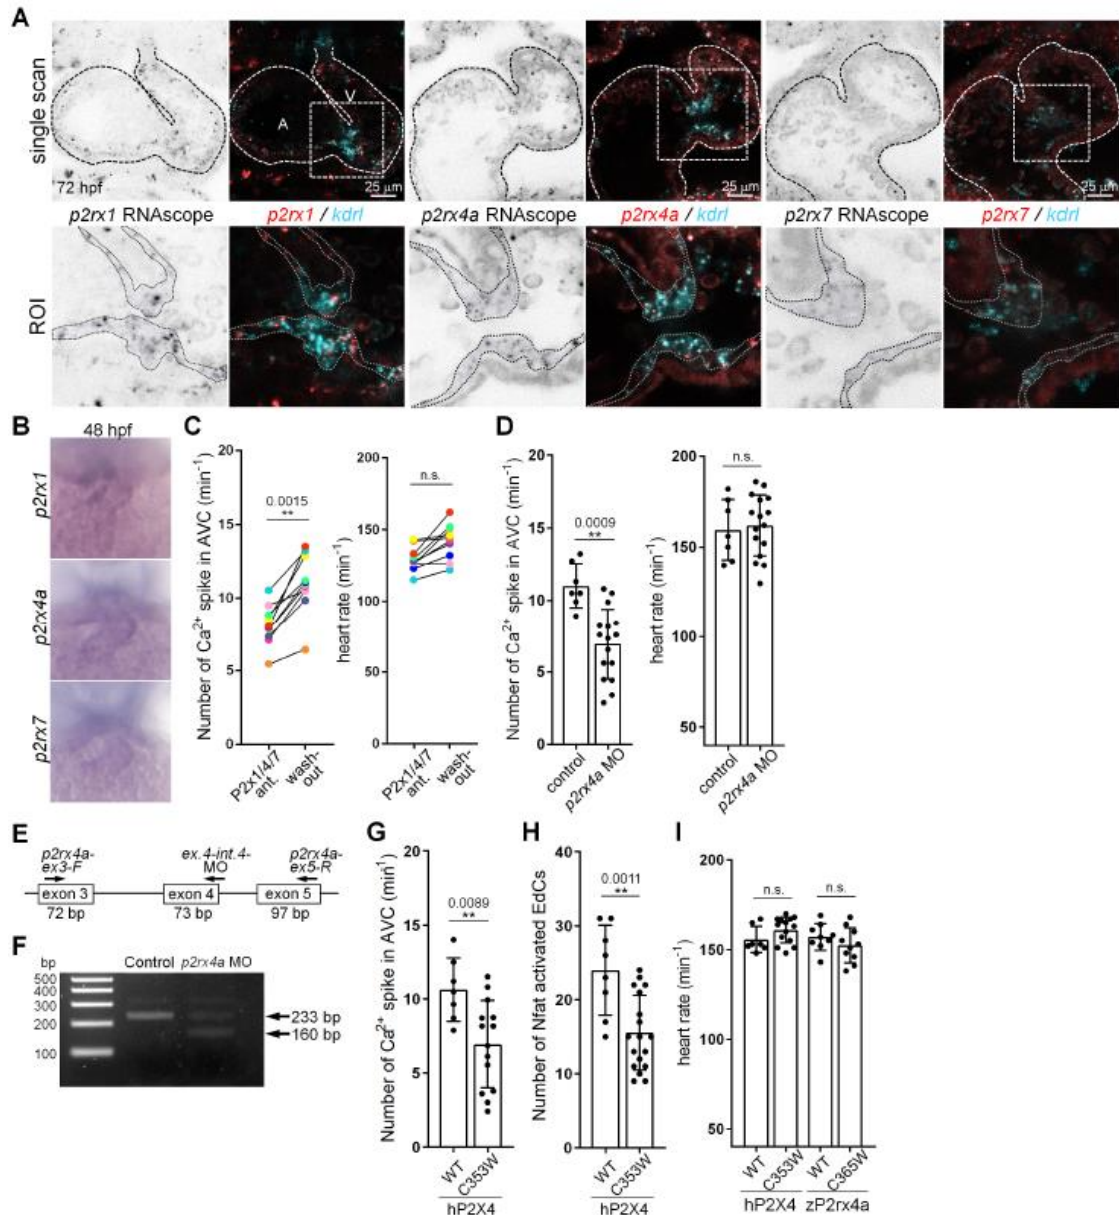 A
single scan
72 hpf
A
V
25 µm
25 µm
25 µm
p2rx1 RNAscope
p2rx1 / kdrl
p2rx4a RNAscope
p2rx4a / kdrl
p2rx7 RNAscope
p2rx7 / kdrl
ROI
B
48 hpf
p2rx1
p2rx4a
p2rx7
C
Number of Ca²⁺ spike in AVC (min⁻¹)
20
15
10
5
0
0.0015
**
P2x1/4/7 ant.
wash-out
heart rate (min⁻¹)
200
150
100
50
0
n.s.
P2x1/4/7 ant.
wash-out
D
Number of Ca²⁺ spike in AVC (min⁻¹)
20
15
10
5
0
0.0009
**
control
p2rx4a MO
heart rate (min⁻¹)
200
150
100
50
n.s.
control
p2rx4a MO
E
p2rx4a-ex3-F
ex.4-int.4-MO
p2rx4a-ex5-R
exon 3
exon 4
exon 5
72 bp
73 bp
97 bp
F
bp
Control
p2rx4a MO
500
400
300
200
100
233 bp
160 bp
G
Number of Ca²⁺ spike in AVC (min¹)
20
15
10
5
0
0.0089
**
WT
C353W
hP2X4
H
Number of Nfat activated EdCs
40
30
20
10
0
0.0011
**
WT
C353W
hP2X4
I
heart rate (min⁻¹)
200
150
100
50
n.s.
n.s.
WT
C353W
WT
C365W
hP2X4
zP2rx4a